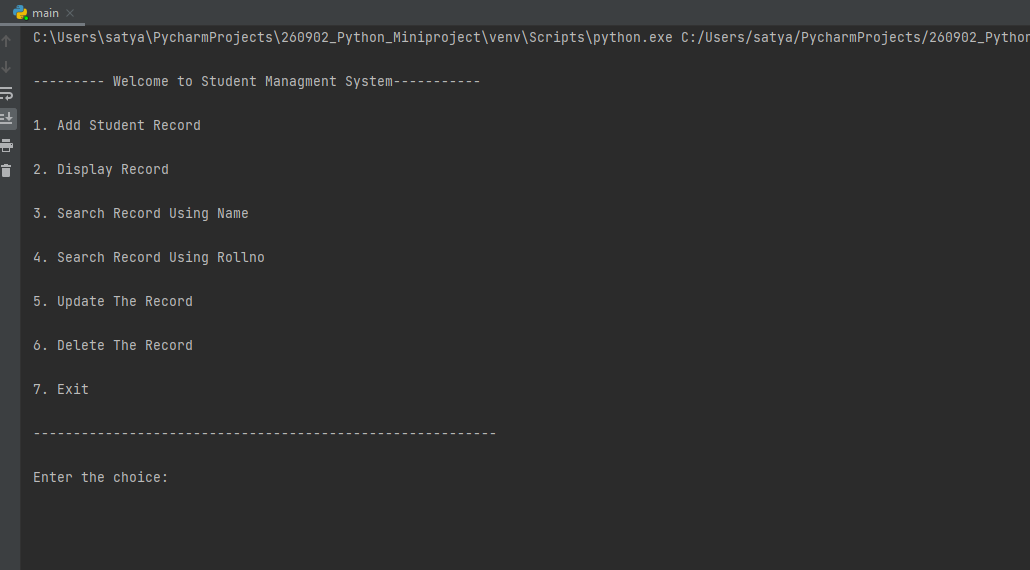 main
C:\Users\satya\PycharmProjects\260902_Python_Miniproject\venv\Scripts\python.exe C:/Users/satya/PycharmProjects/260902_Python
--------- Welcome to Student Managment System-----------
1. Add Student Record
2. Display Record
3. Search Record Using Name
4. Search Record Using Rollno
5. Update The Record
6. Delete The Record
7. Exit
----------------------------------------------------------
Enter the choice: